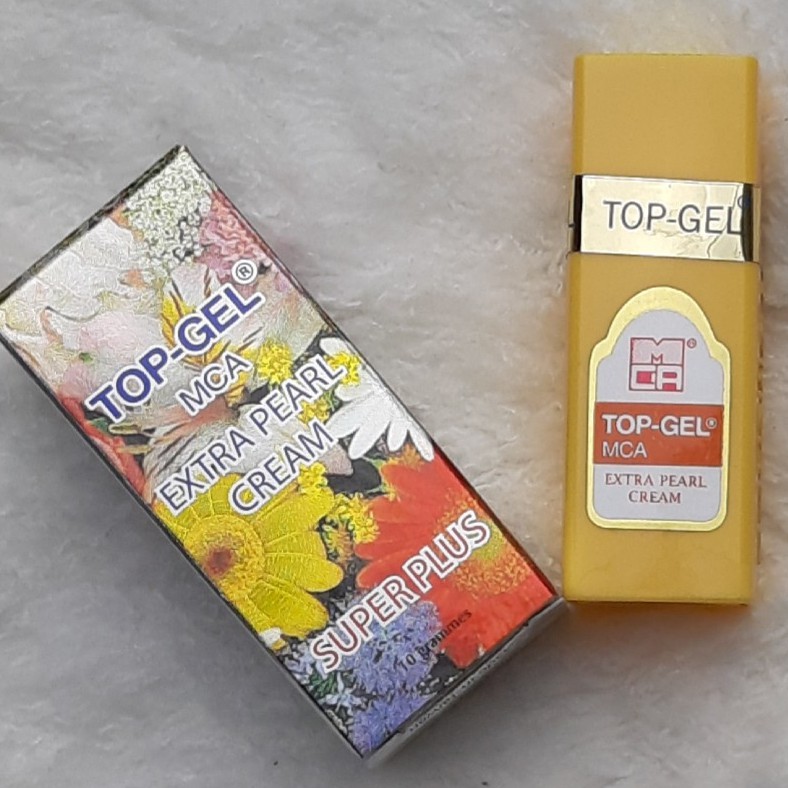 TOP-GEL®
MCA
EXTRA PEARL
CREAM
SUPER PLUS
10 grammes
TOP-GEL®
MCA®
TOP-GEL®
MCA
EXTRA PEARL
CREAM